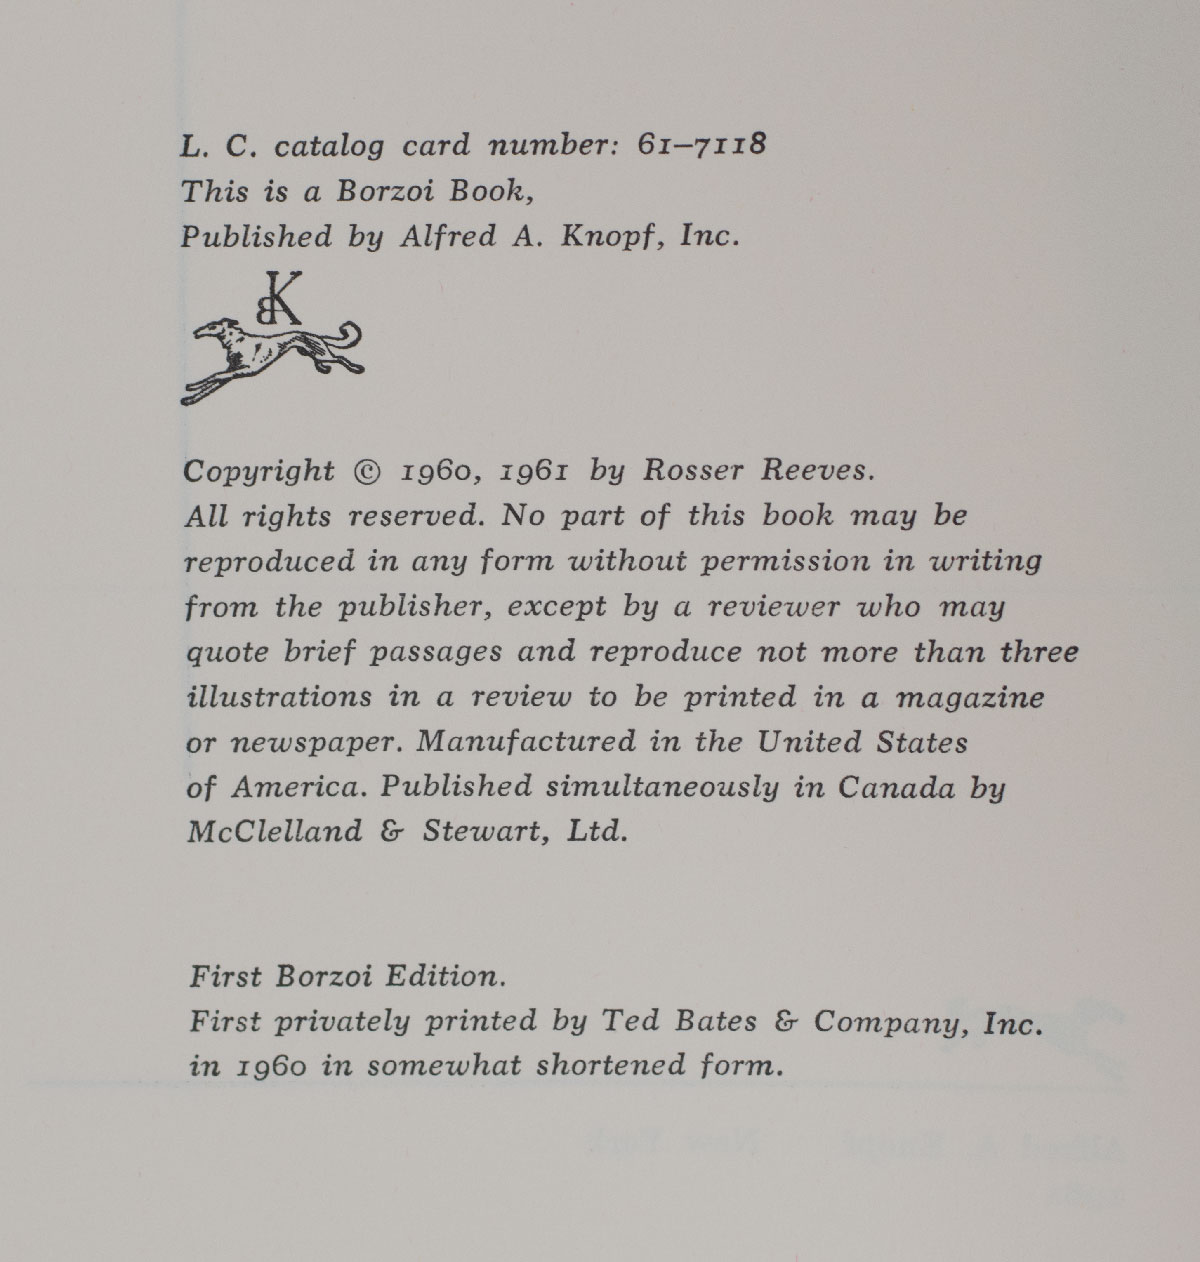 L. C. catalog card number: 61–7118
This is a Borzoi Book,
Published by Alfred A. Knopf, Inc.
BK
Copyright © 1960, 1961 by Rosser Reeves.
All rights reserved. No part of this book may be
reproduced in any form without permission in writing
from the publisher, except by a reviewer who may
quote brief passages and reproduce not more than three
illustrations in a review to be printed in a magazine
or newspaper. Manufactured in the United States
of America. Published simultaneously in Canada by
McClelland & Stewart, Ltd.
First Borzoi Edition.
First privately printed by Ted Bates & Company, Inc.
in 1960 in somewhat shortened form.